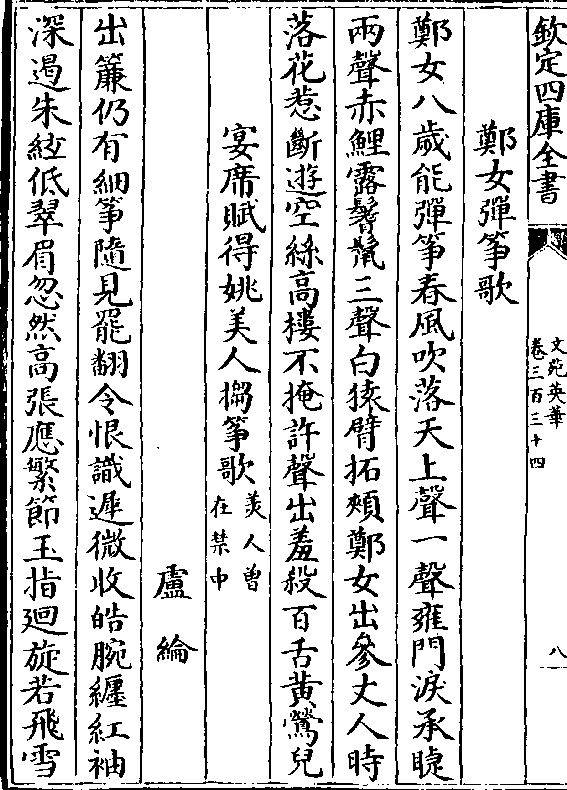 欽定四庫全書
文苑英華
卷三百三十四
八
鄭女彈箏歌
鄭女八歲能彈箏春風吹落天上聲一聲雍門淚承睫
兩聲赤鯉露鬐鬛三聲白猿臂拓頰鄭女出參丈人時
落花惹斷遊空絲高樓不掩許聲出羞殺百舌黃鶯兒
宴席賦得姚美人搊箏歌
美人曽
在禁中
盧綸
出簾仍有細箏隨見罷翻令恨識遲微收皓腕纒紅袖
深遏朱絃低翠眉忽然高張應繁節玉指廻旋若飛雪